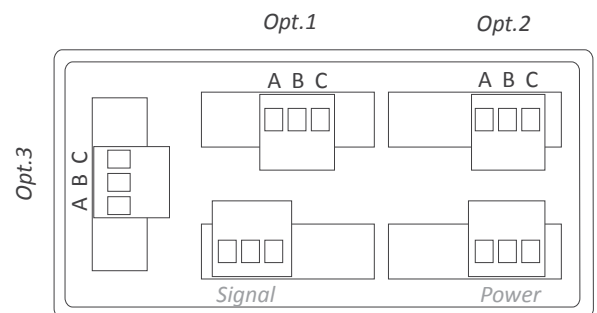 Opt.1
Opt.2
A B C
A B C
Opt.3
A B C
Signal
Power